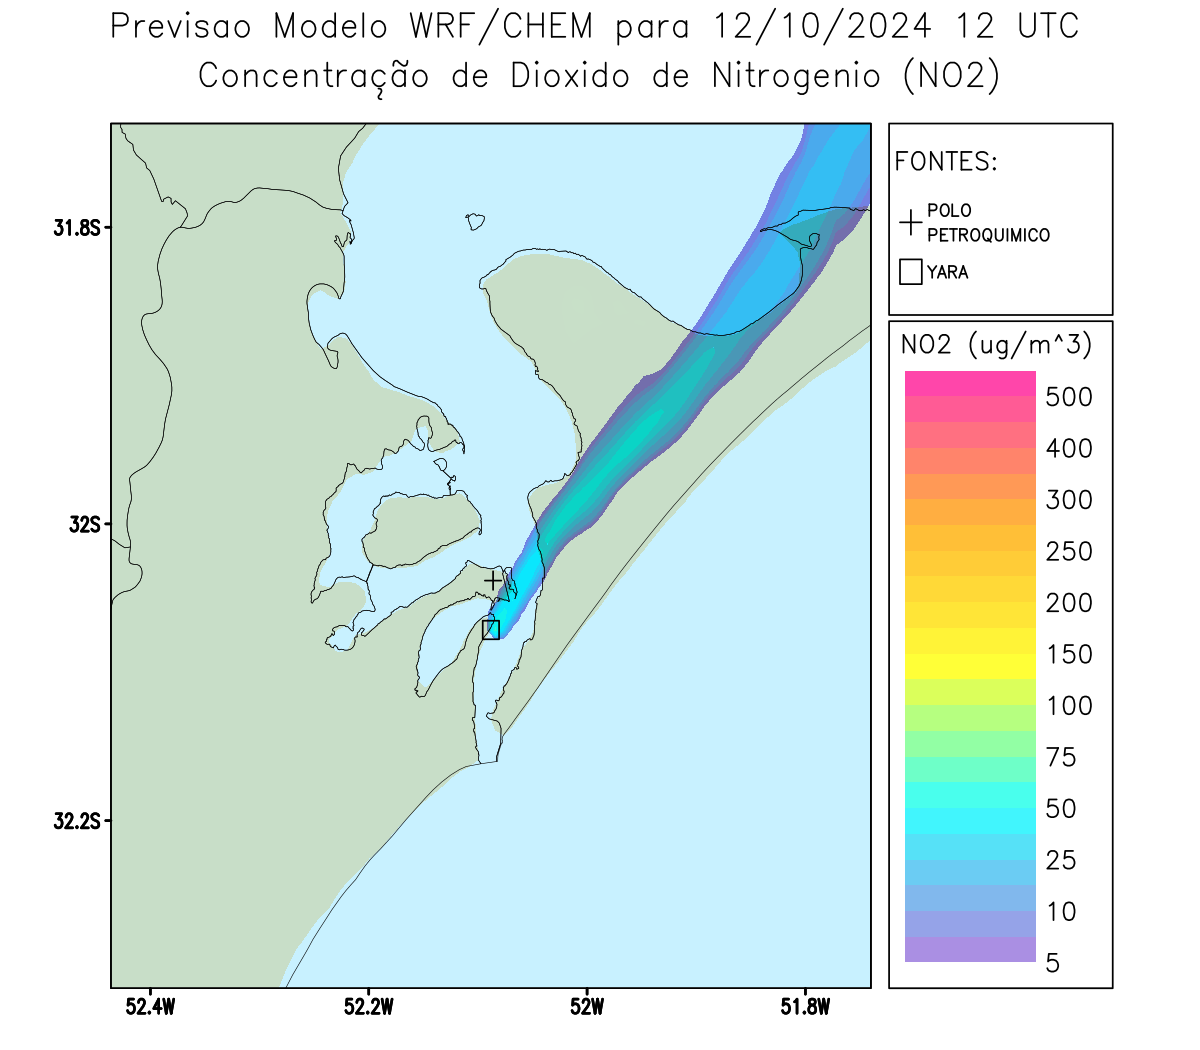 Previsao Modelo WRF/CHEM para 12/10/2024 12 UTC
Concentração de Dioxido de Nitrogenio (NO2)
FONTES:
POLO
PETROQUIMICO
YARA
31.8S
32S
32.2S
52.4W
52.2W
52W
51.8W
NO2 (ug/m^3)
500
400
300
250
200
150
100
75
50
25
10
5